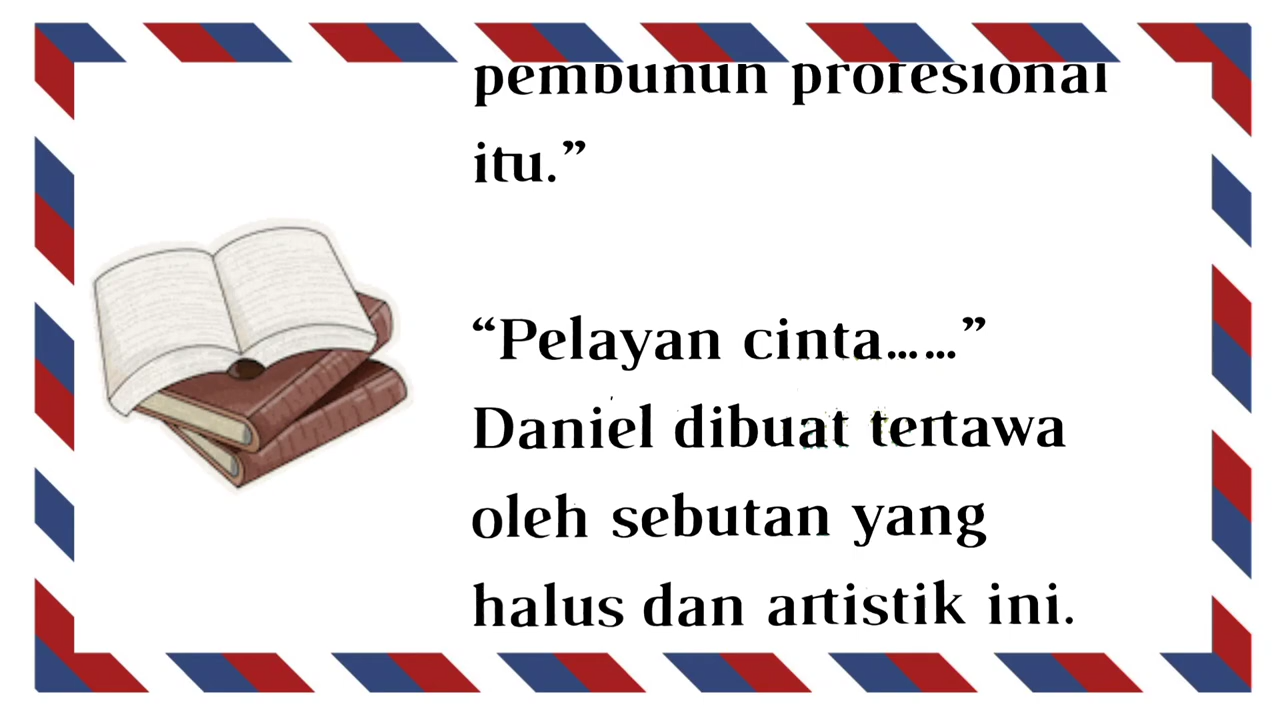 pembunuh profesional
itu.”
“Pelayan cinta……”
Daniel dibuat tertawa
oleh sebutan yang
halus dan artistik ini.